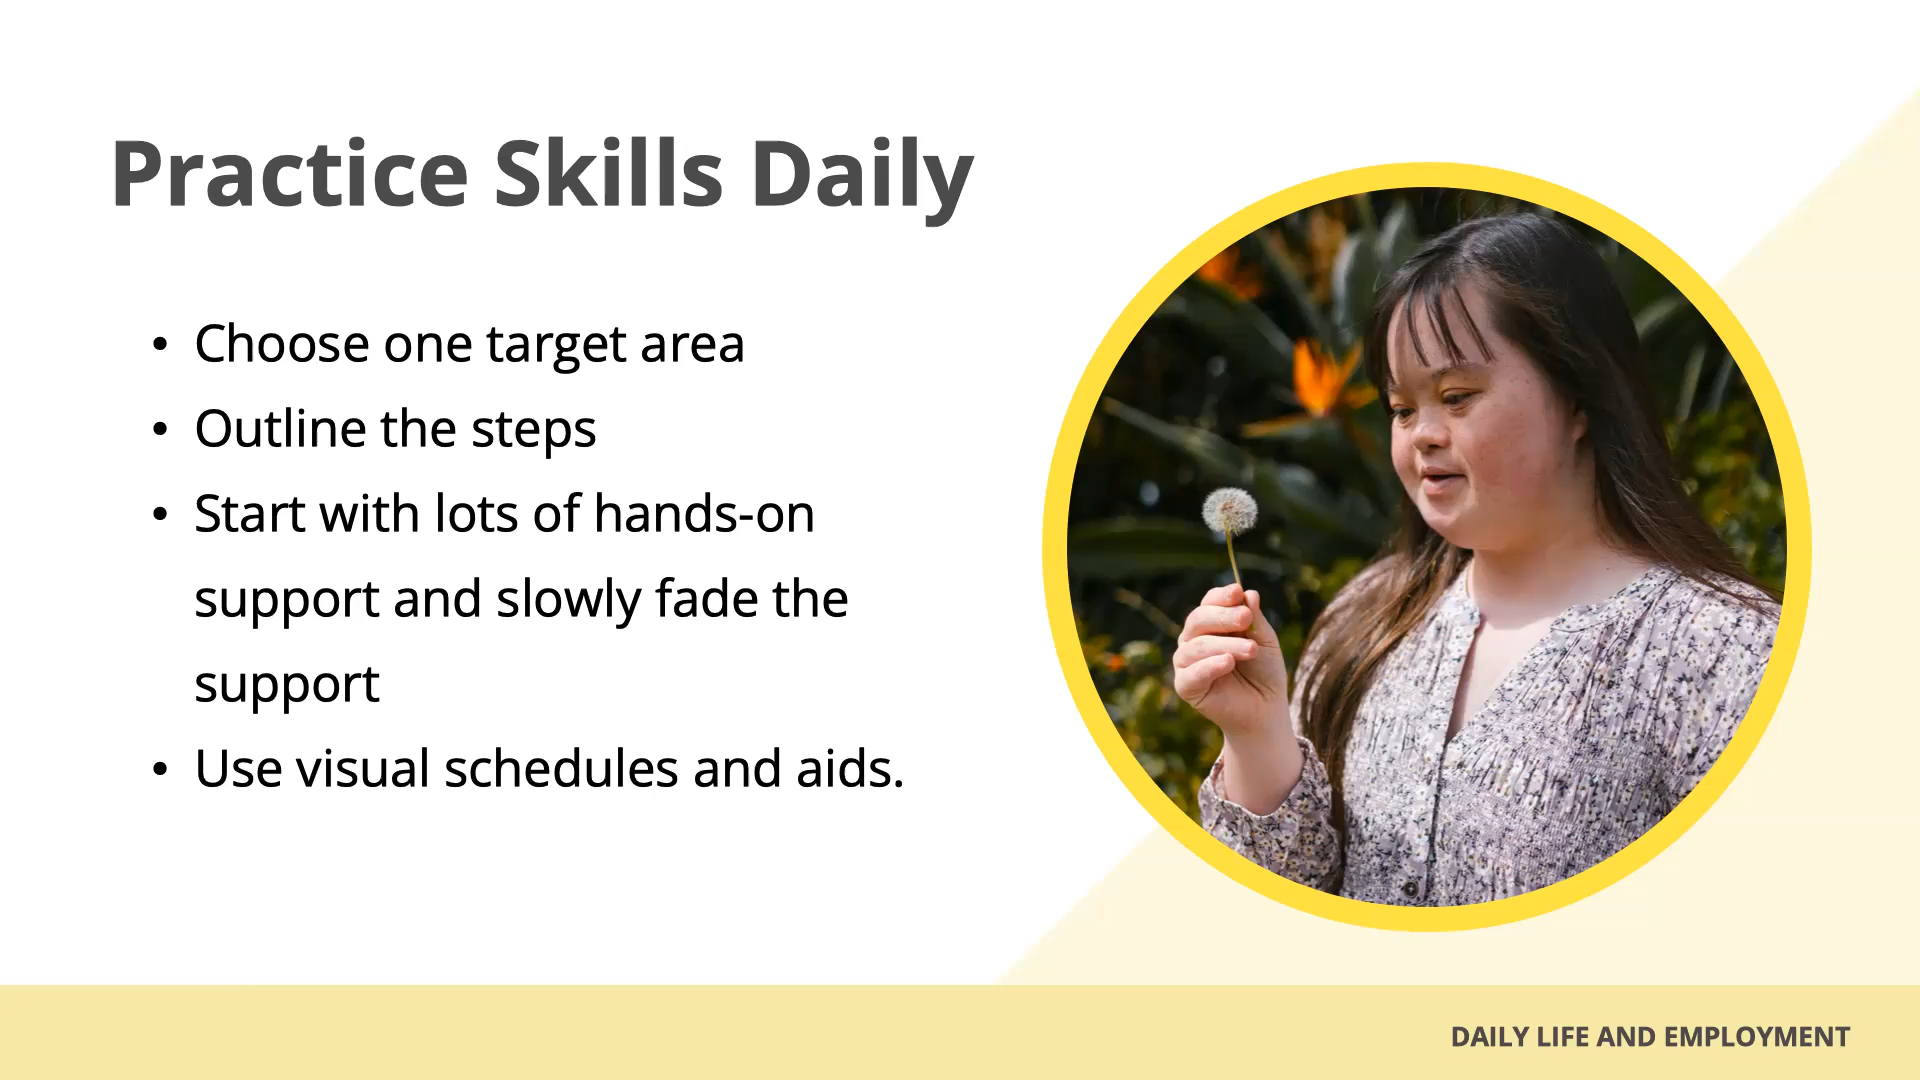 Practice Skills Daily
• Choose one target area
• Outline the steps
• Start with lots of hands-on
support and slowly fade the
support
• Use visual schedules and aids.
DAILY LIFE AND EMPLOYMENT